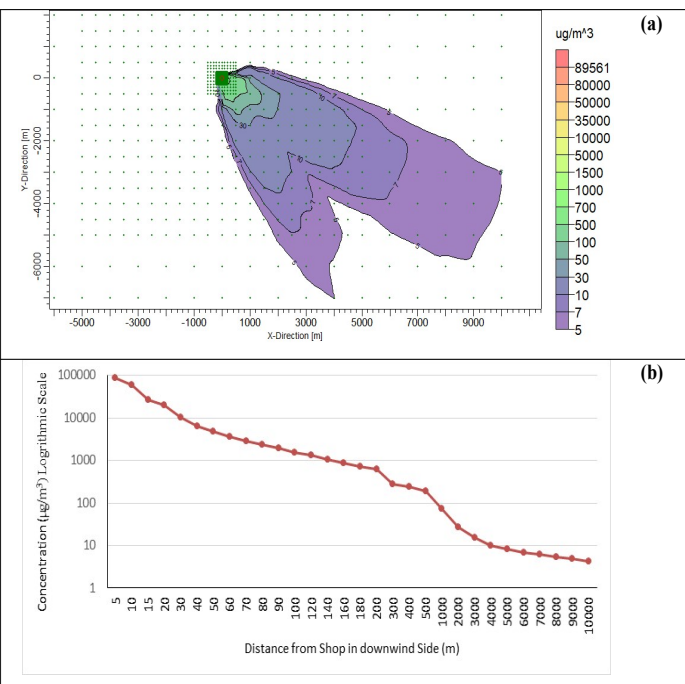 (a)
ug/m^3
89561
80000
50000
35000
10000
5000
1500
1000
700
500
100
50
30
10
7
5
Y-Direction [m]
0
-2000
-4000
-6000
-5000 -3000 -1000 1000 3000 5000 7000 9000
X-Direction [m]
(b)
Concentration (µg/m³) Logrithmic Scale
100000
10000
1000
100
10
1
5 10 15 20 30 40 50 60 70 80 90 100 120 140 160 180 200 300 400 500 1000 2000 3000 4000 5000 6000 7000 8000 9000 10000
Distance from Shop in downwind Side (m)